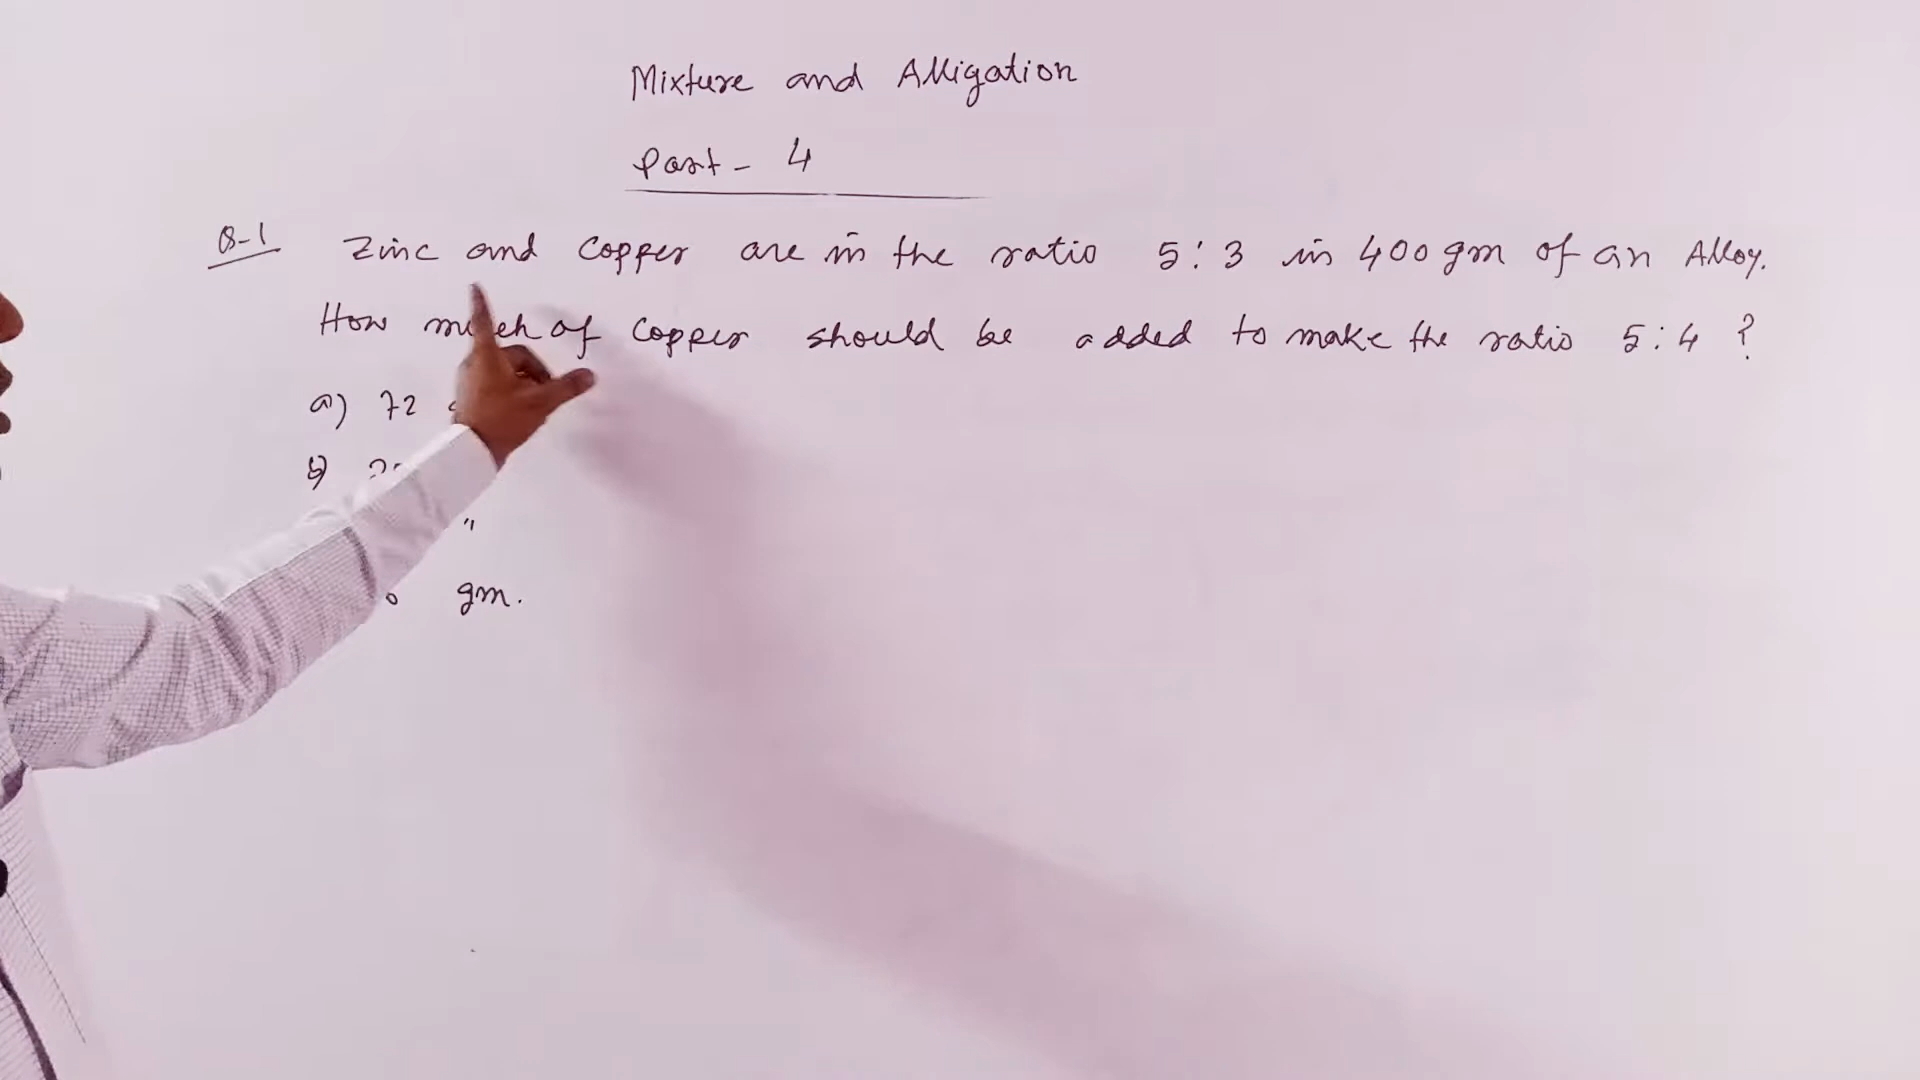 Mixture and Alligation
Part - 4
Q-1 Zinc and Copper are in the ratio 5:3 in 400 gm of an Alloy.
How much of Copper should be added to make the ratio 5:4 ?
a) 72
b)
"
gm.